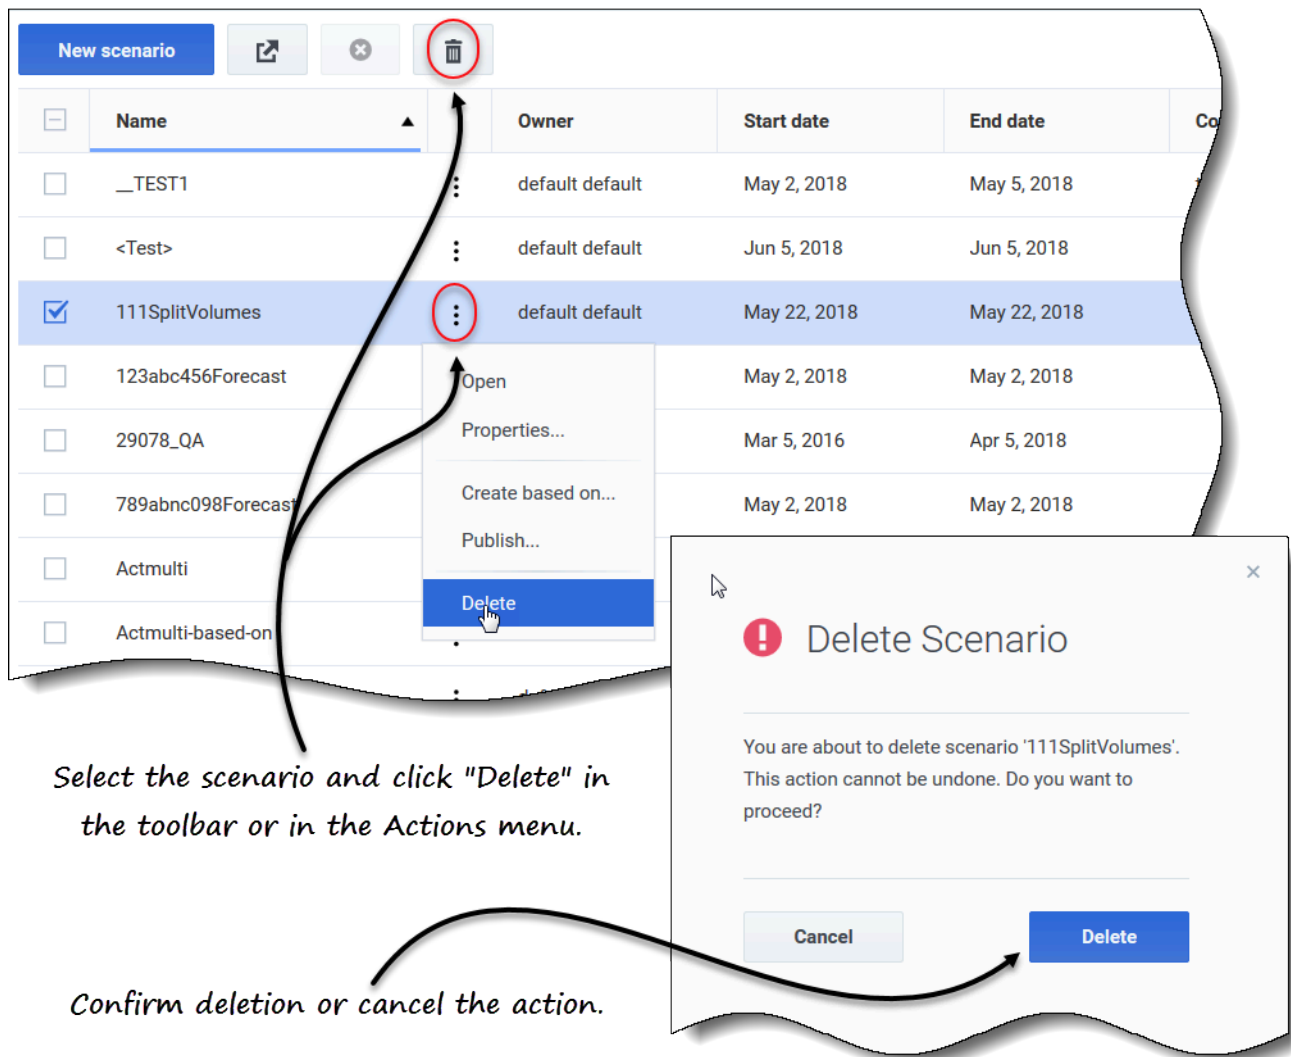 New scenario
Name Owner Start date End date Co
__TEST1 default default May 2, 2018 May 5, 2018
<Test> default default Jun 5, 2018 Jun 5, 2018
111SplitVolumes default default May 22, 2018 May 22, 2018
123abc456Forecast May 2, 2018 May 2, 2018
29078_QA Mar 5, 2016 Apr 5, 2018
789abnc098Forecast May 2, 2018 May 2, 2018
Actmulti
Actmulti-based-on
Open
Properties...
Create based on...
Publish...
Delete
Delete Scenario
You are about to delete scenario '111SplitVolumes'.
This action cannot be undone. Do you want to
proceed?
Cancel Delete
Select the scenario and click "Delete" in
the toolbar or in the Actions menu.
Confirm deletion or cancel the action.